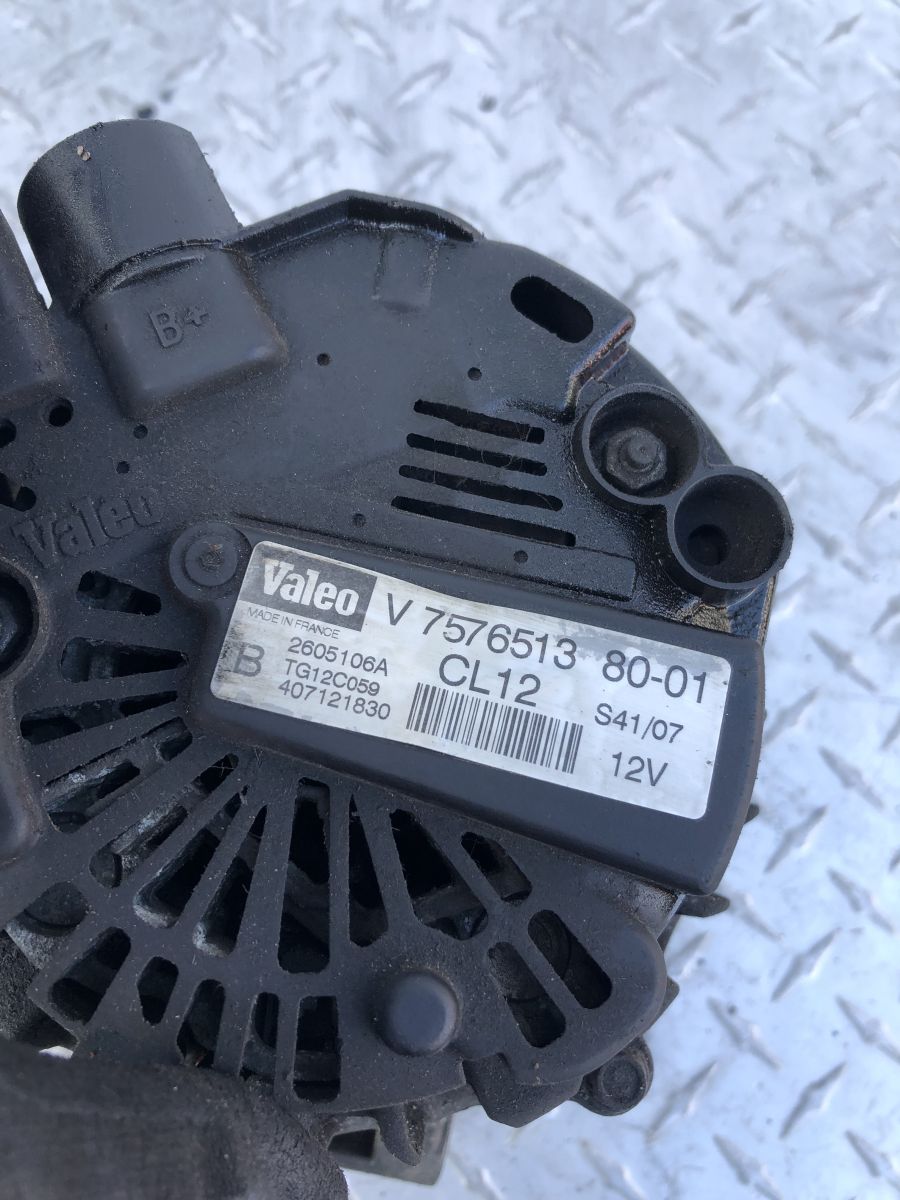 B+
Valeo
Valeo
V 7576513 80-01
MADE IN FRANCE
2605106A
CL12
S41/07
B
TG12C059
407121830
12V